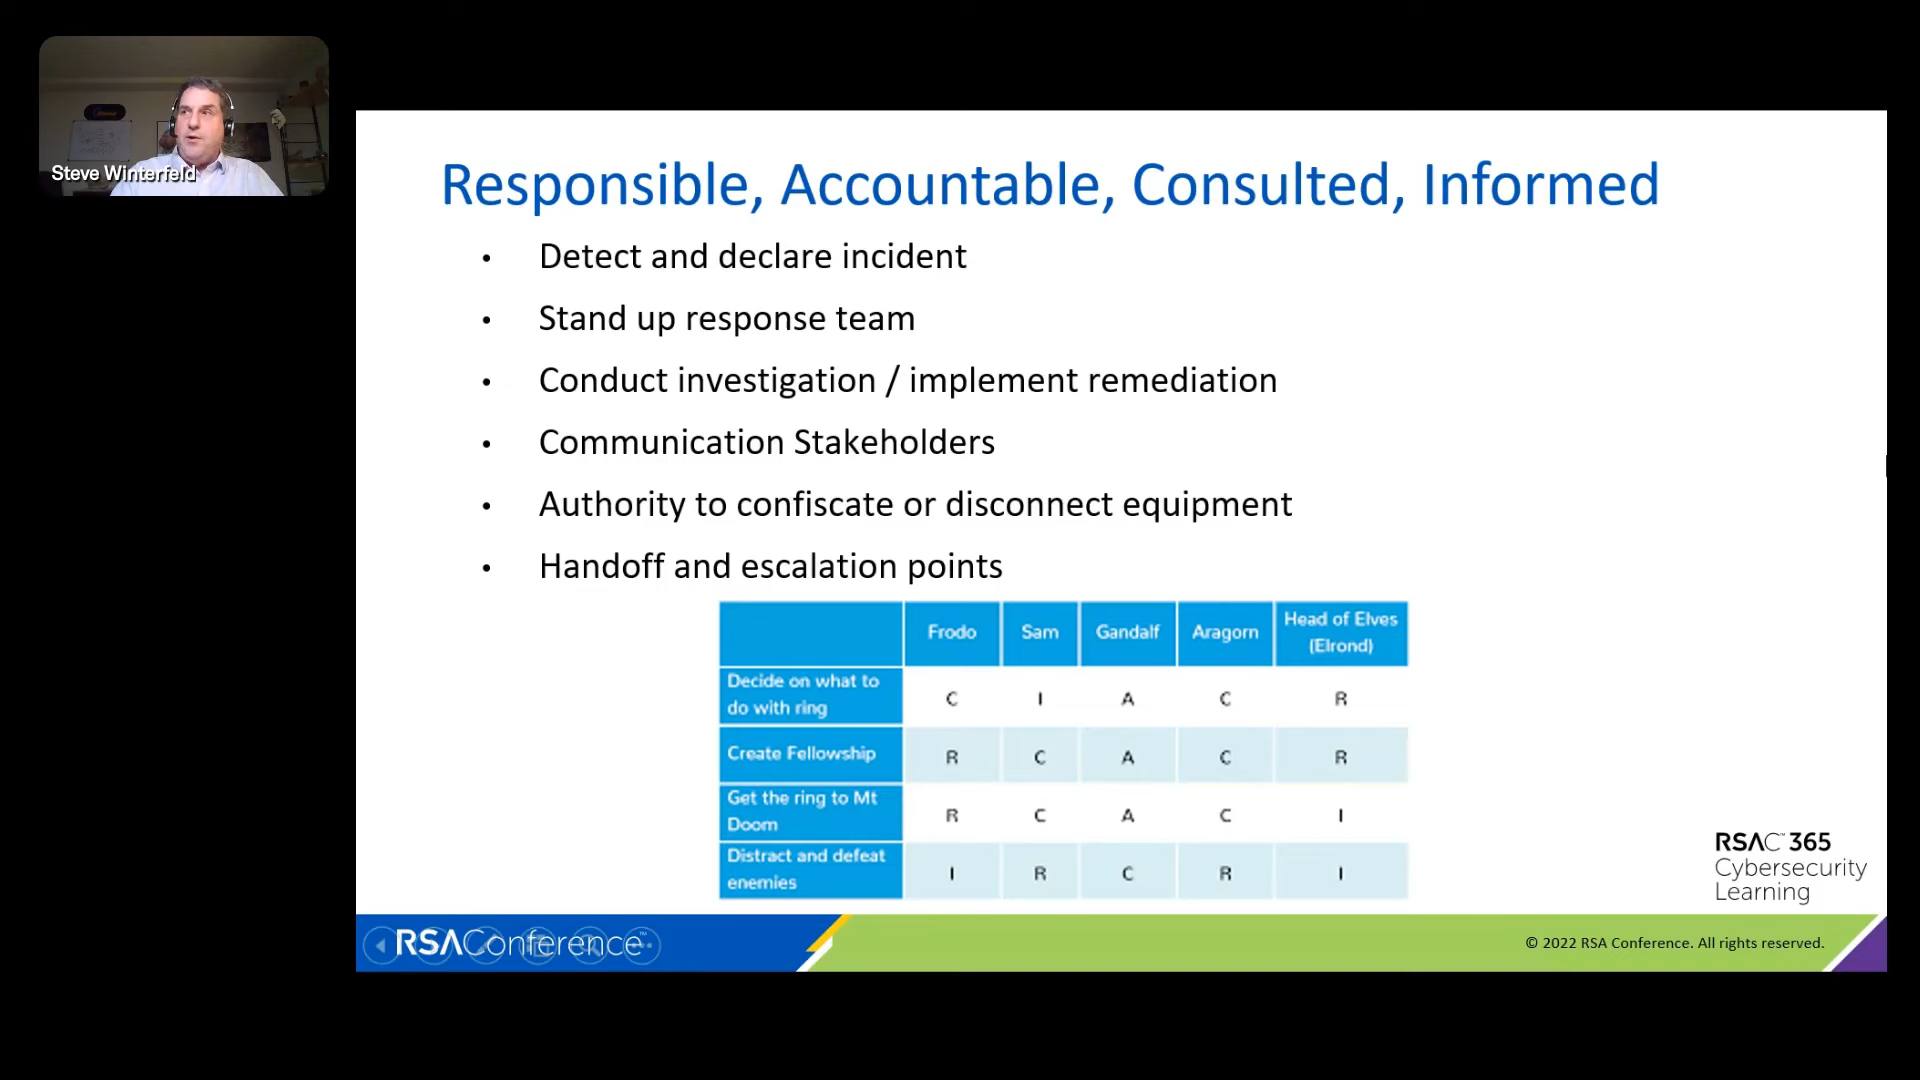 Steve Winterfeld
Responsible, Accountable, Consulted, Informed
• Detect and declare incident
• Stand up response team
• Conduct investigation / implement remediation
• Communication Stakeholders
• Authority to confiscate or disconnect equipment
• Handoff and escalation points
Frodo Sam Gandalf Aragorn Head of Elves
(Elrond)
Decide on what to
do with ring C I A C R
Create Fellowship R C A C R
Get the ring to Mt
Doom R C A C I
Distract and defeat
enemies I R C R I
RSAC™ 365
Cybersecurity
Learning
RSAConference™
© 2022 RSA Conference. All rights reserved.